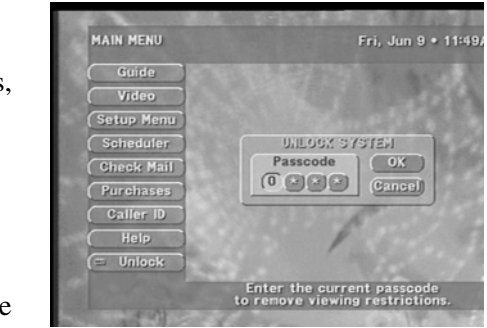 MAIN MENU
Fri, Jun 9 • 11:49A
s,
Guide
Video
Setup Menu
Scheduler
Check Mail
Purchases
Caller ID
Help
Unlock
UNLOCK SYSTEM
Passcode
0 * * *
OK
Cancel
Enter the current passcode
to remove viewing restrictions.
e